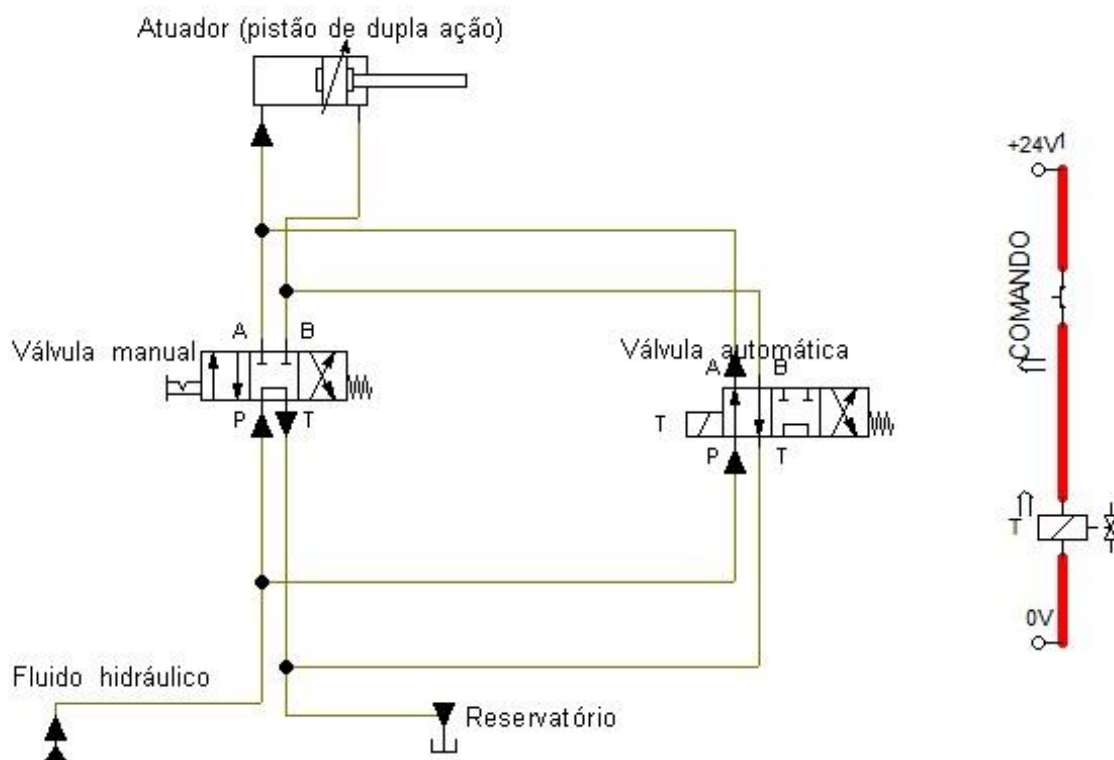 Atuador (pistão de dupla ação)
+24V
COMANDO
A B
Válvula manual
Válvula automática
A B
P T
T
P T
T
0V
Fluido hidráulico
Reservatório